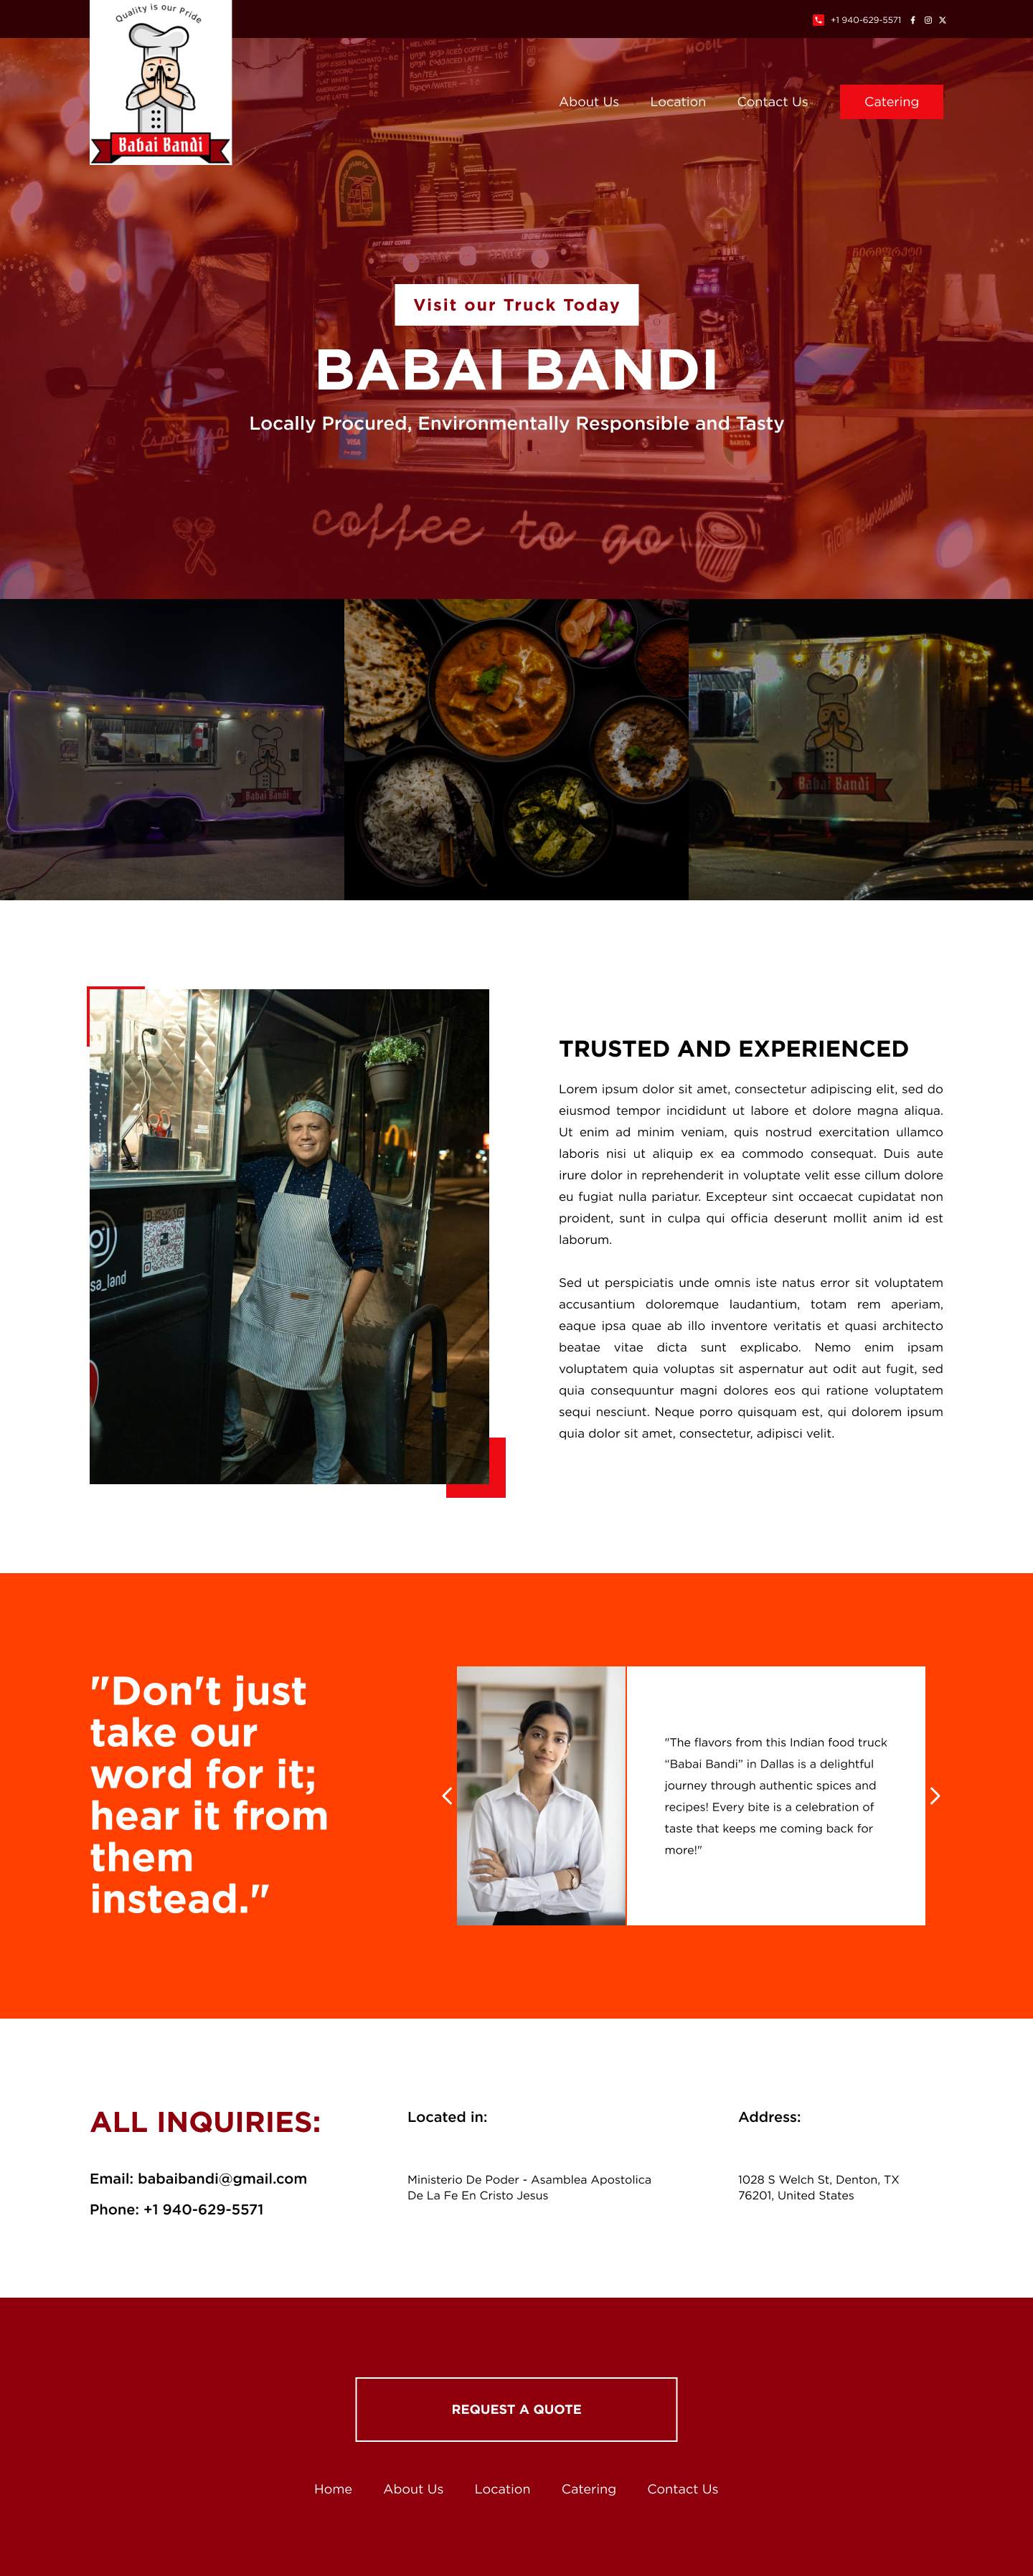 Quality is our Pride
Babai Bandi
+1 940-629-5571
About Us Location Contact Us Catering
Visit our Truck Today
BABAI BANDI
Locally Procured, Environmentally Responsible and Tasty
Espresso
VISA
BARISTA
coffee to go
Babai Bandi
Babai Bandi
sa_land
TRUSTED AND EXPERIENCED
Lorem ipsum dolor sit amet, consectetur adipiscing elit, sed do
eiusmod tempor incididunt ut labore et dolore magna aliqua.
Ut enim ad minim veniam, quis nostrud exercitation ullamco
laboris nisi ut aliquip ex ea commodo consequat. Duis aute
irure dolor in reprehenderit in voluptate velit esse cillum dolore
eu fugiat nulla pariatur. Excepteur sint occaecat cupidatat non
proident, sunt in culpa qui officia deserunt mollit anim id est
laborum.
Sed ut perspiciatis unde omnis iste natus error sit voluptatem
accusantium doloremque laudantium, totam rem aperiam,
eaque ipsa quae ab illo inventore veritatis et quasi architecto
beatae vitae dicta sunt explicabo. Nemo enim ipsam
voluptatem quia voluptas sit aspernatur aut odit aut fugit, sed
quia consequuntur magni dolores eos qui ratione voluptatem
sequi nesciunt. Neque porro quisquam est, qui dolorem ipsum
quia dolor sit amet, consectetur, adipisci velit.
"Don't just
take our
word for it;
hear it from
them
instead."
"The flavors from this Indian food truck
“Babai Bandi” in Dallas is a delightful
journey through authentic spices and
recipes! Every bite is a celebration of
taste that keeps me coming back for
more!"
ALL INQUIRIES:
Email: babaibandi@gmail.com
Phone: +1 940-629-5571
Located in:
Ministerio De Poder - Asamblea Apostolica
De La Fe En Cristo Jesus
Address:
1028 S Welch St, Denton, TX
76201, United States
REQUEST A QUOTE
Home About Us Location Catering Contact Us